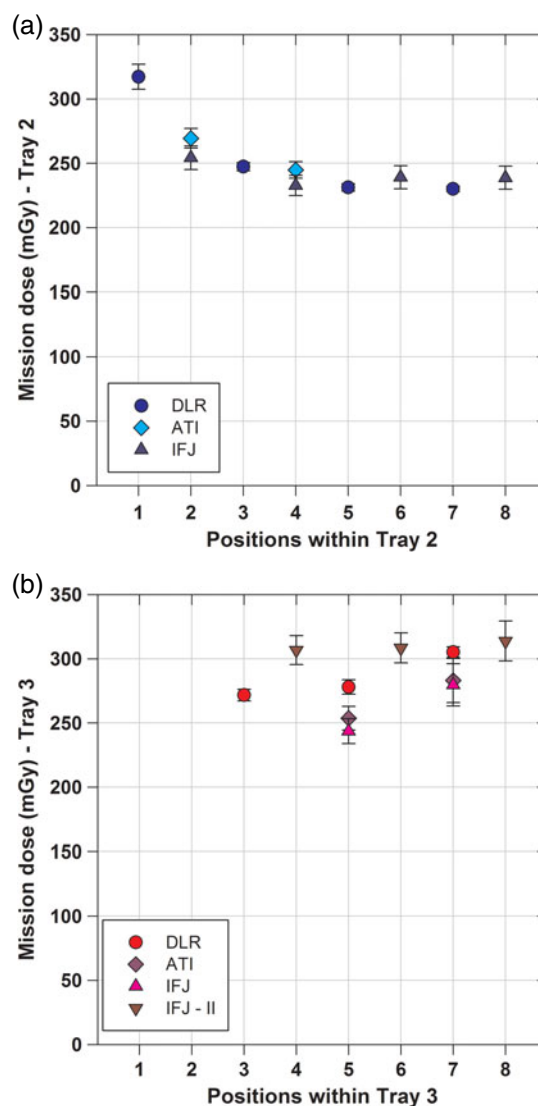 (a)
350
300
250
200
150
100
50
0
Mission dose (mGy) - Tray 2
DLR
ATI
IFJ
1 2 3 4 5 6 7 8
Positions within Tray 2
(b)
350
300
250
200
150
100
50
0
Mission dose (mGy) - Tray 3
DLR
ATI
IFJ
IFJ - II
1 2 3 4 5 6 7 8
Positions within Tray 3